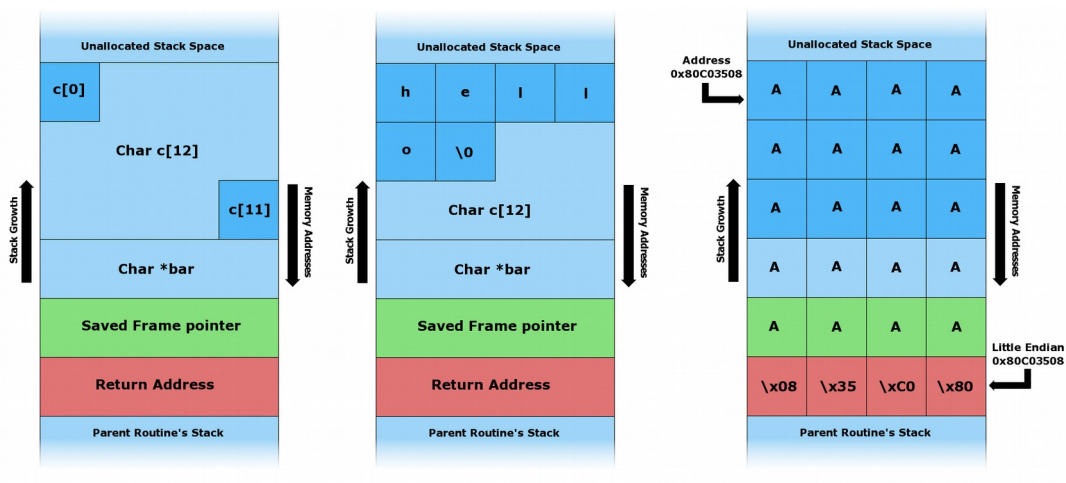 Unallocated Stack Space
c[0]
Char c[12]
c[11]
Char *bar
Saved Frame pointer
Return Address
Parent Routine's Stack
Stack Growth
Memory Addresses
Unallocated Stack Space
h e l l
o \0
Char c[12]
Char *bar
Saved Frame pointer
Return Address
Parent Routine's Stack
Stack Growth
Memory Addresses
Unallocated Stack Space
Address
0x80C03508
A A A A
A A A A
A A A A
A A A A
A A A A
\x08 \x35 \xC0 \x80
Little Endian
0x80C03508
Parent Routine's Stack
Stack Growth
Memory Addresses